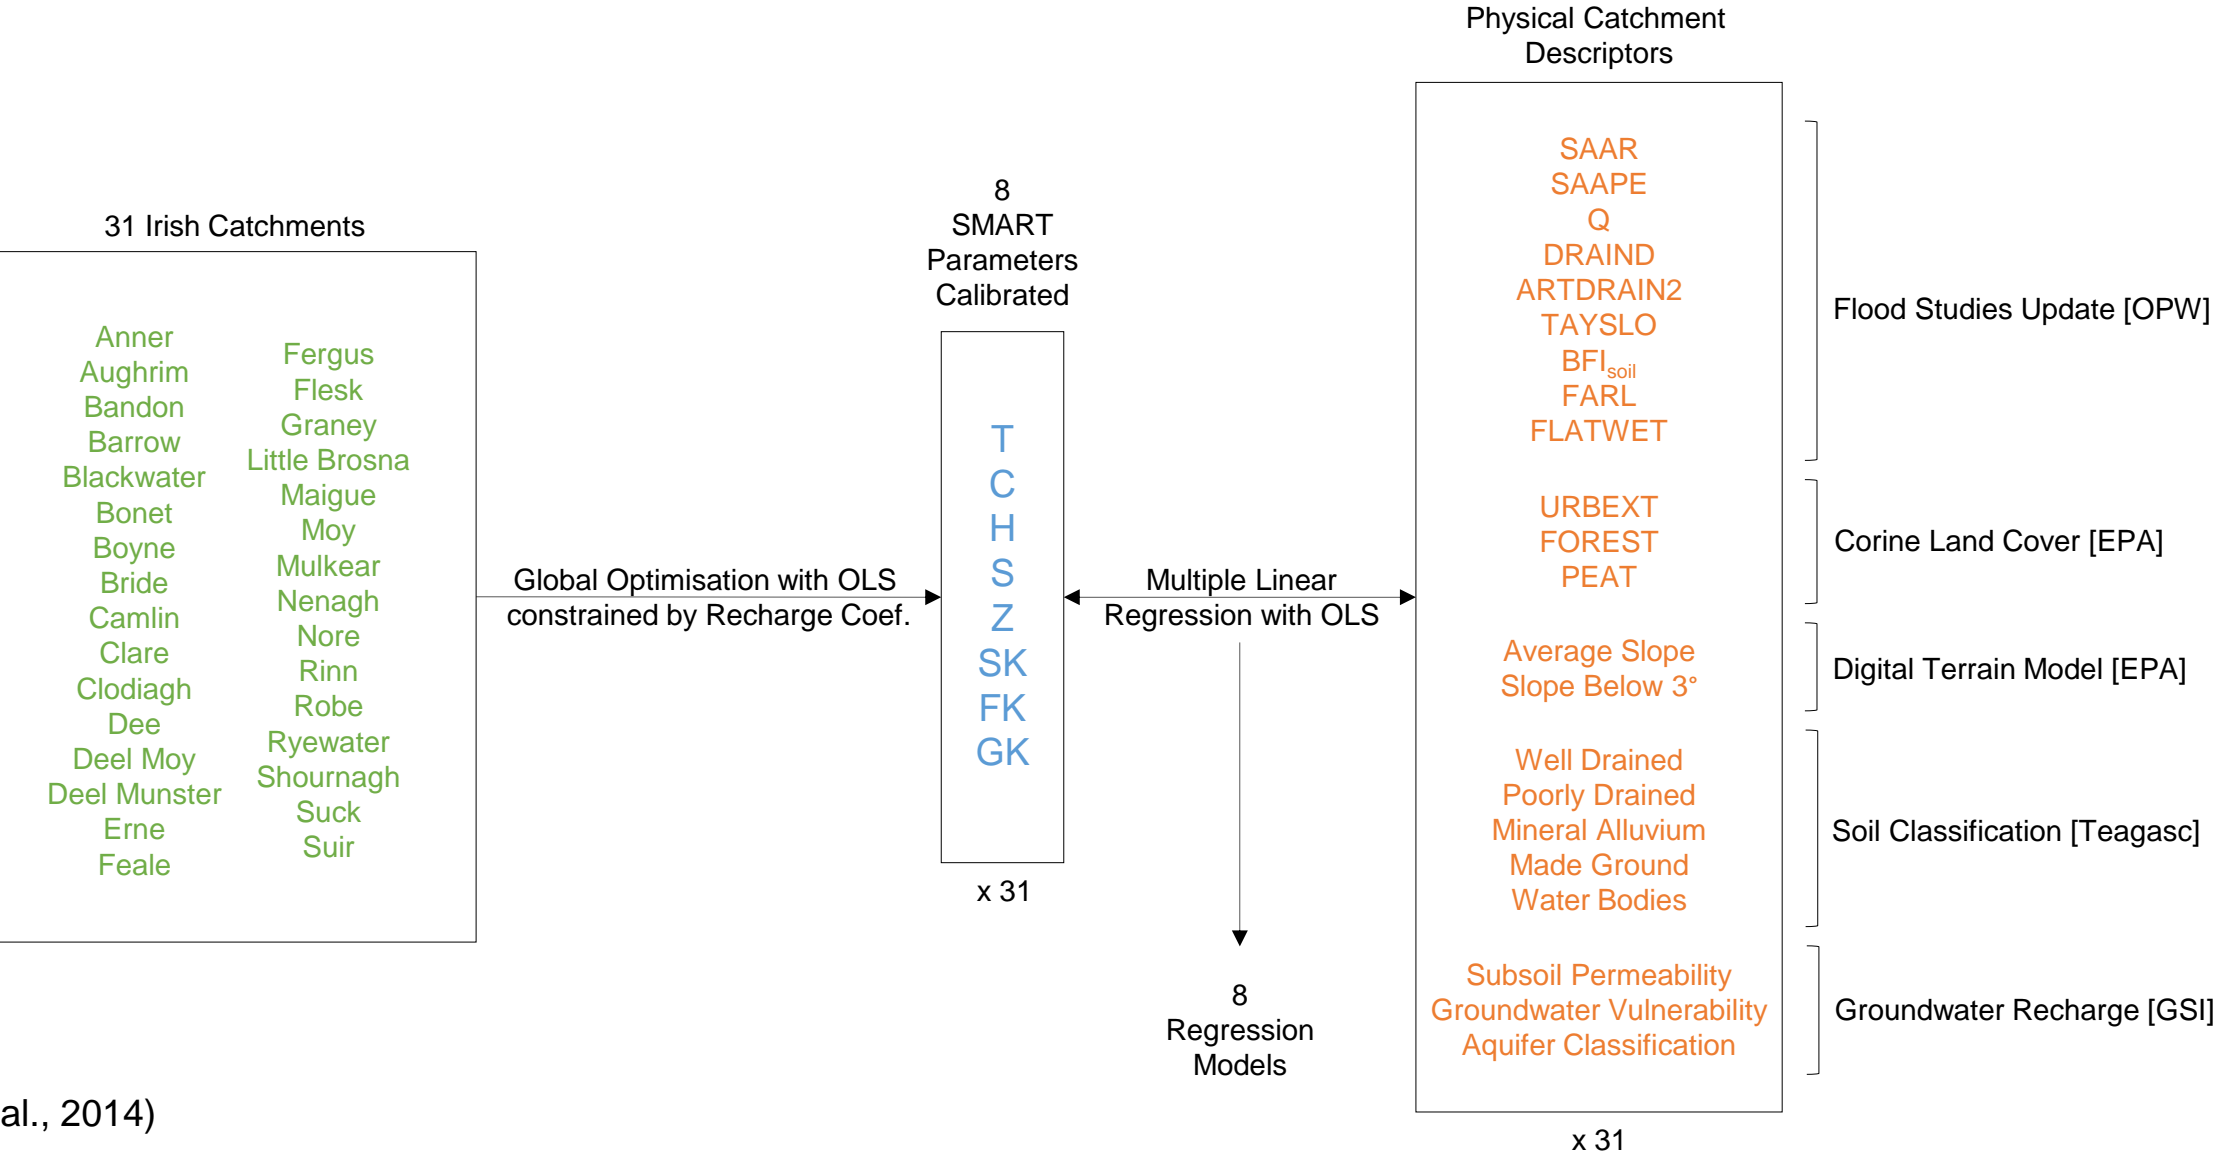 31 Irish Catchments
Anner
Aughrim
Bandon
Barrow
Blackwater
Bonet
Boyne
Bride
Camlin
Clare
Clodiagh
Dee
Deel Moy
Deel Munster
Erne
Feale
Fergus
Flesk
Graney
Little Brosna
Maigue
Moy
Mulkear
Nenagh
Nore
Rinn
Robe
Ryewater
Shournagh
Suck
Suir
Global Optimisation with OLS
constrained by Recharge Coef.
8
SMART
Parameters
Calibrated
T
C
H
S
Z
SK
FK
GK
x 31
Multiple Linear
Regression with OLS
8
Regression
Models
Physical Catchment
Descriptors
SAAR
SAAPE
Q
DRAIND
ARTDRAIN2
TAYSLO
BFIsoil
FARL
FLATWET
URBEXT
FOREST
PEAT
Average Slope
Slope Below 3°
Well Drained
Poorly Drained
Mineral Alluvium
Made Ground
Water Bodies
Subsoil Permeability
Groundwater Vulnerability
Aquifer Classification
x 31
Flood Studies Update [OPW]
Corine Land Cover [EPA]
Digital Terrain Model [EPA]
Soil Classification [Teagasc]
Groundwater Recharge [GSI]
al., 2014)